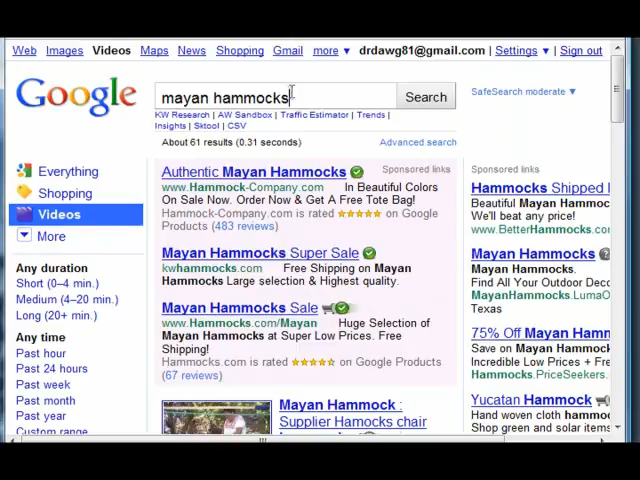 Web Images Videos Maps News Shopping Gmail more ▼ drdawg81@gmail.com Settings ▼ Sign out
Google
mayan hammocks
Search
SafeSearch moderate ▼
KW Research | AW Sandbox | Traffic Estimator | Trends |
Insights | Sktool | CSV
About 61 results (0.31 seconds)
Advanced search
Everything
Shopping
Videos
More
Any duration
Short (0–4 min.)
Medium (4–20 min.)
Long (20+ min.)
Any time
Past hour
Past 24 hours
Past week
Past month
Past year
Custom range
Authentic Mayan Hammocks
Sponsored links
www.Hammock-Company.com In Beautiful Colors
On Sale Now. Order Now & Get A Free Tote Bag!
Hammock-Company.com is rated ★★★★★ on Google
Products (483 reviews)
Mayan Hammocks Super Sale
kwhammocks.com Free Shipping on Mayan
Hammocks Large selection & Highest quality.
Mayan Hammocks Sale
www.Hammocks.com/Mayan Huge Selection of
Mayan Hammocks at Super Low Prices. Free
Shipping!
Hammocks.com is rated ★★★★★ on Google Products
(67 reviews)
Mayan Hammock :
Supplier Hamocks chair
Sponsored links
Hammocks Shipped
Beautiful Mayan Hammo
We'll beat any price!
www.BetterHammocks.co
Mayan Hammocks
Mayan Hammocks.
Find All Your Outdoor Deco
MayanHammocks.LumaO
Texas
75% Off Mayan Hamm
Save on Mayan Hammock
Incredible Low Prices + Fre
Hammocks.PriceSeekers.
Yucatan Hammock
Hand woven cloth hammo
Shop green and solar items